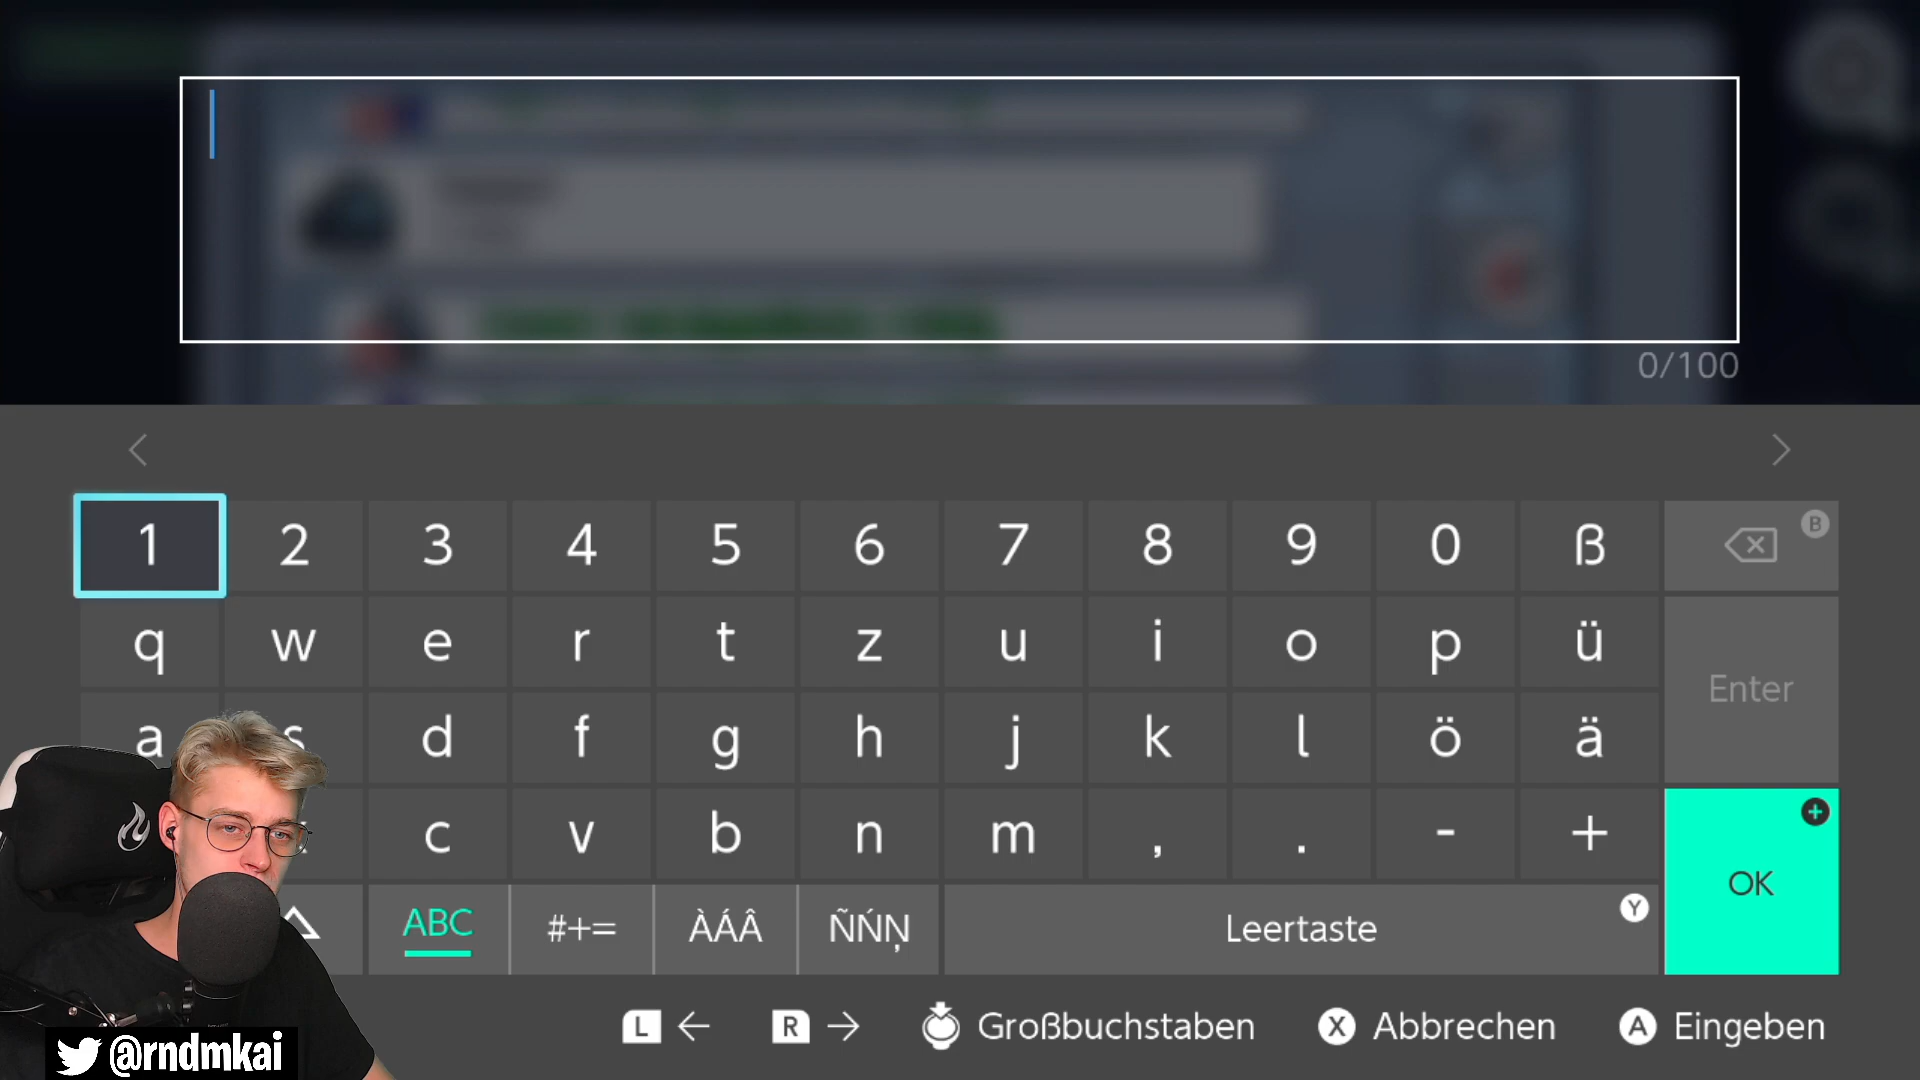 0/100
1 2 3 4 5 6 7 8 9 0 ß B
q w e r t z u i o p ü
Enter
a s d f g h j k l ö ä
c v b n m , . - +
OK
ABC #+= ÀÁÂ ÑŃŅ Leertaste Y
L ← R → Großbuchstaben X Abbrechen A Eingeben
@rndmkai